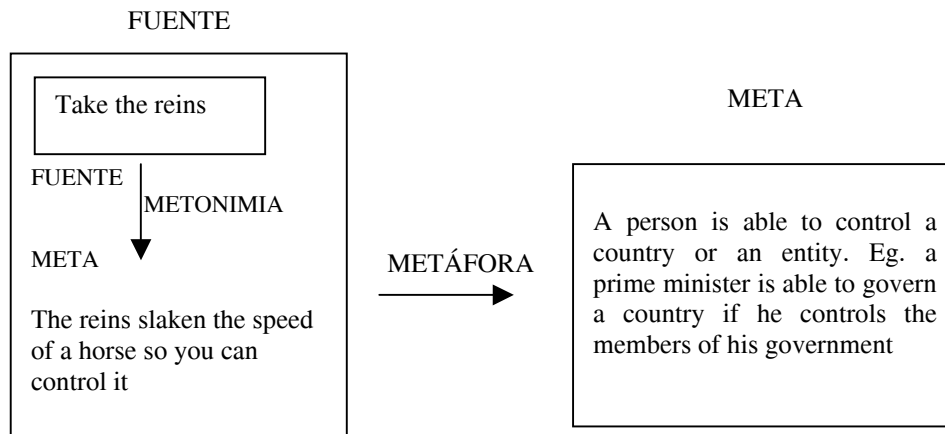 FUENTE
Take the reins
FUENTE
METONIMIA
META
The reins slaken the speed
of a horse so you can
control it
METÁFORA
META
A person is able to control a
country or an entity. Eg. a
prime minister is able to govern
a country if he controls the
members of his government